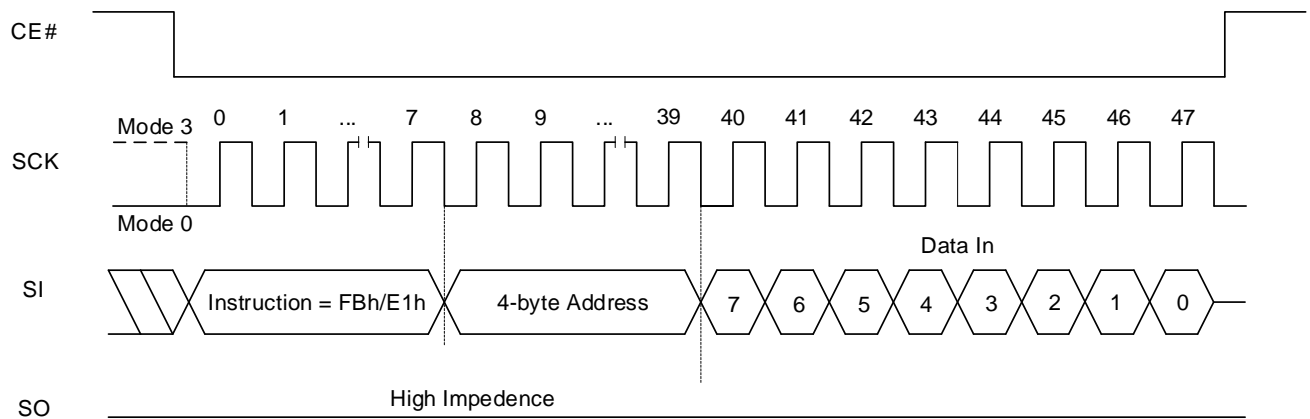 CE#
0 1 ... 7 8 9 ... 39 40 41 42 43 44 45 46 47
Mode 3
SCK
Mode 0
Data In
SI
Instruction = FBh/E1h 4-byte Address 7 6 5 4 3 2 1 0
High Impedence
SO